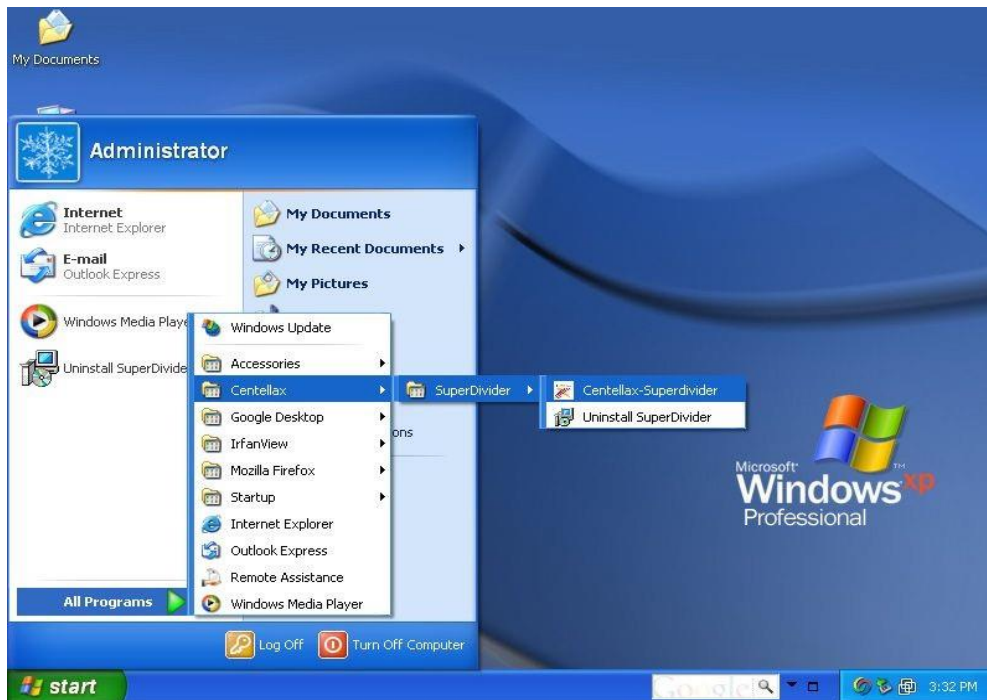 My Documents
Administrator
Internet
Internet Explorer
E-mail
Outlook Express
Windows Media Playe
Uninstall SuperDivide
All Programs
My Documents
My Recent Documents
My Pictures
ons
Windows Update
Accessories
Centellax
Google Desktop
IrfanView
Mozilla Firefox
Startup
Internet Explorer
Outlook Express
Remote Assistance
Windows Media Player
SuperDivider
Centellax-Superdivider
Uninstall SuperDivider
Microsoft
Windows xp
TM
Professional
Log Off
Turn Off Computer
start
Google
3:32 PM